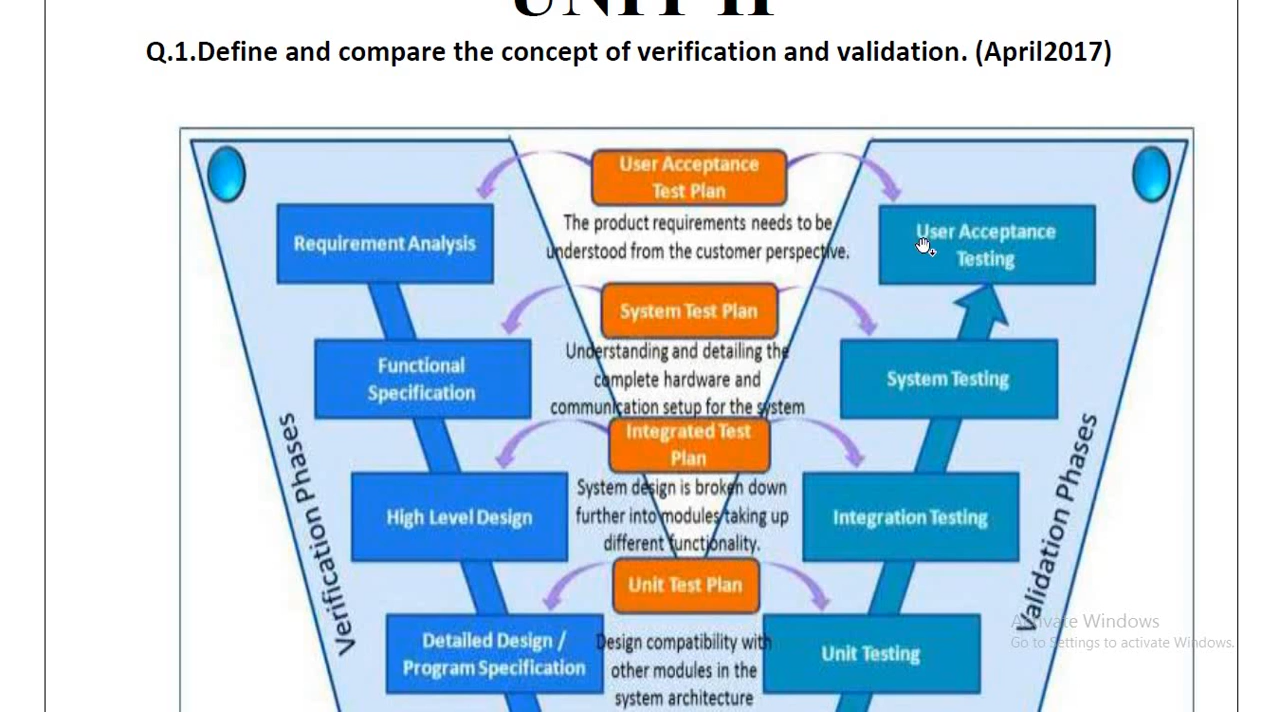 UNIT II
Q.1.Define and compare the concept of verification and validation. (April2017)
User Acceptance
Test Plan
The product requirements needs to be
understood from the customer perspective.
Requirement Analysis
User Acceptance
Testing
System Test Plan
Understanding and detailing the
complete hardware and
communication setup for the system
Functional
Specification
System Testing
Integrated Test
Plan
System design is broken down
further into modules taking up
different functionality.
High Level Design
Integration Testing
Verification Phases
Validation Phases
Unit Test Plan
Design compatibility with
other modules in the
system architecture
Detailed Design /
Program Specification
Unit Testing
Activate Windows
Go to Settings to activate Windows.